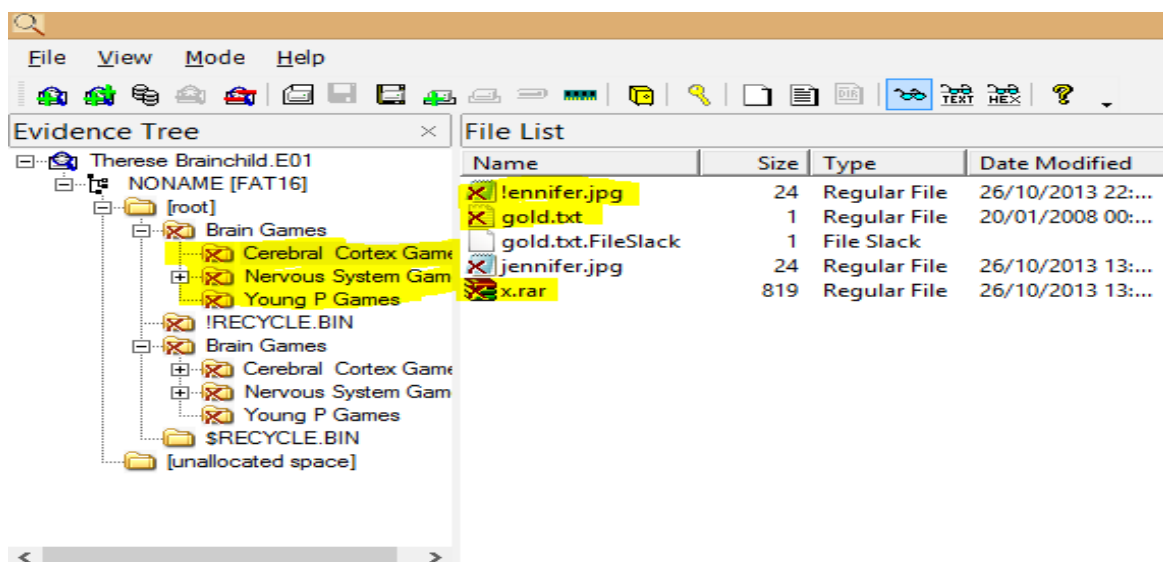 File View Mode Help
TEXT HEX
Evidence Tree
Therese Brainchild.E01
NONAME [FAT16]
[root]
Brain Games
Cerebral Cortex Game
Nervous System Gam
Young P Games
!RECYCLE.BIN
Brain Games
Cerebral Cortex Game
Nervous System Gam
Young P Games
$RECYCLE.BIN
[unallocated space]
File List
Name Size Type Date Modified
!ennifer.jpg 24 Regular File 26/10/2013 22:...
gold.txt 1 Regular File 20/01/2008 00:...
gold.txt.FileSlack 1 File Slack
jennifer.jpg 24 Regular File 26/10/2013 13:...
x.rar 819 Regular File 26/10/2013 13:...